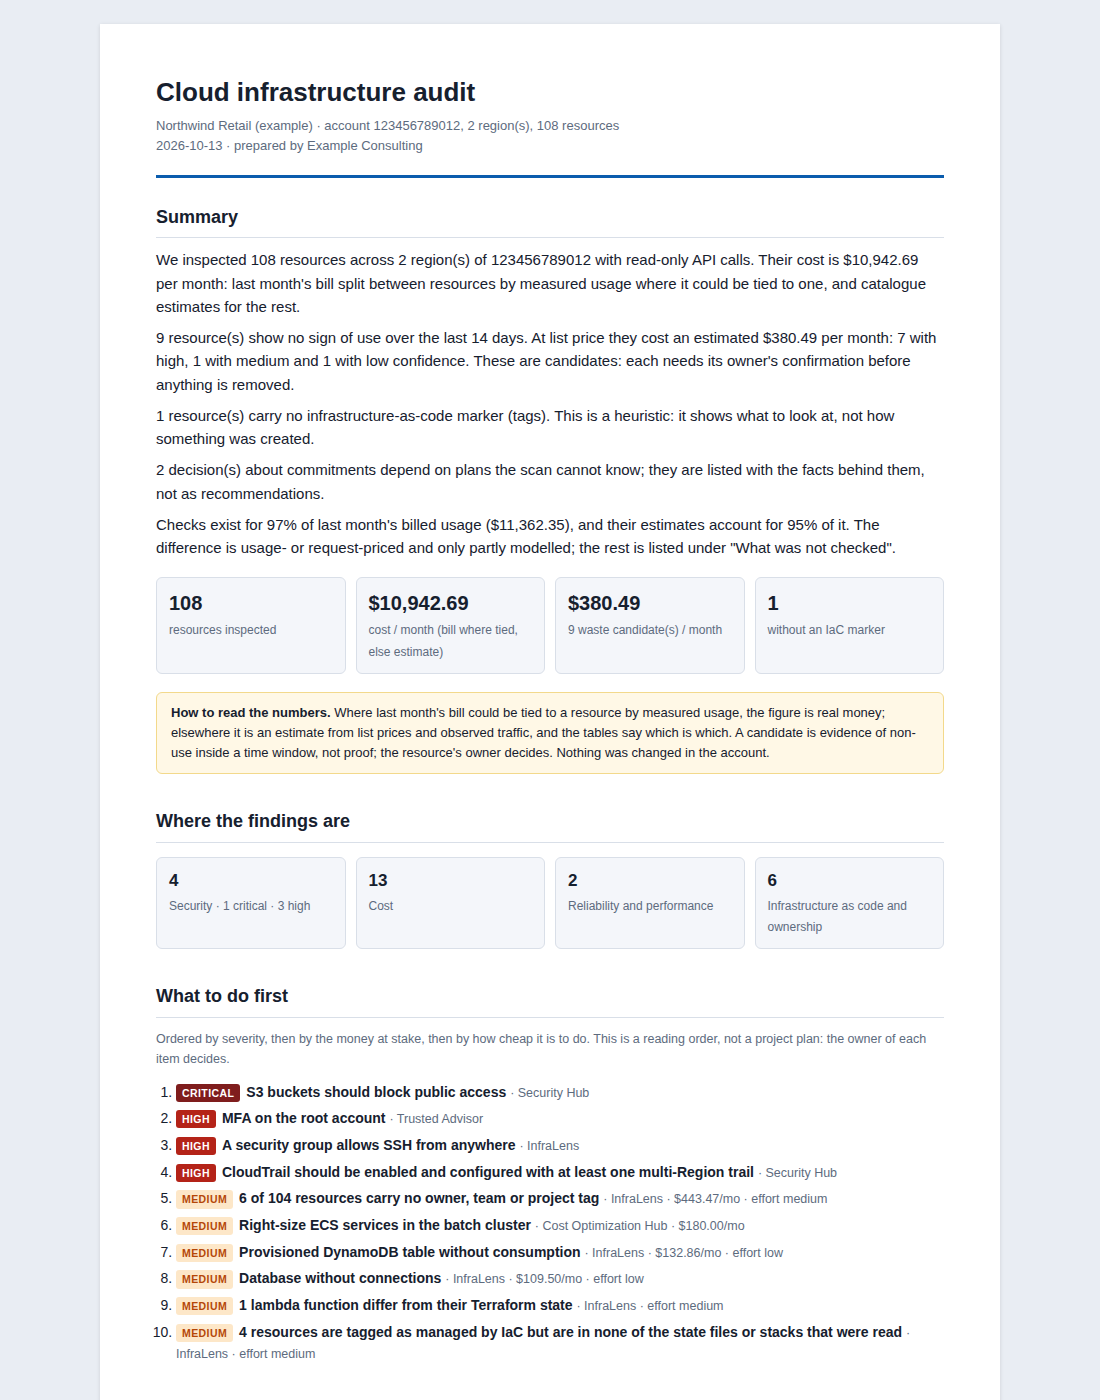 Cloud infrastructure audit
Northwind Retail (example) · account 123456789012, 2 region(s), 108 resources
2026-10-13 · prepared by Example Consulting
Summary
We inspected 108 resources across 2 region(s) of 123456789012 with read-only API calls. Their cost is $10,942.69
per month: last month's bill split between resources by measured usage where it could be tied to one, and catalogue
estimates for the rest.
9 resource(s) show no sign of use over the last 14 days. At list price they cost an estimated $380.49 per month: 7 with
high, 1 with medium and 1 with low confidence. These are candidates: each needs its owner's confirmation before
anything is removed.
1 resource(s) carry no infrastructure-as-code marker (tags). This is a heuristic: it shows what to look at, not how
something was created.
2 decision(s) about commitments depend on plans the scan cannot know; they are listed with the facts behind them,
not as recommendations.
Checks exist for 97% of last month's billed usage ($11,362.35), and their estimates account for 95% of it. The
difference is usage- or request-priced and only partly modelled; the rest is listed under "What was not checked".
108
resources inspected
$10,942.69
cost / month (bill where tied,
else estimate)
$380.49
9 waste candidate(s) / month
1
without an IaC marker
How to read the numbers. Where last month's bill could be tied to a resource by measured usage, the figure is real money;
elsewhere it is an estimate from list prices and observed traffic, and the tables say which is which. A candidate is evidence of non-
use inside a time window, not proof; the resource's owner decides. Nothing was changed in the account.
Where the findings are
4
Security · 1 critical · 3 high
13
Cost
2
Reliability and performance
6
Infrastructure as code and
ownership
What to do first
Ordered by severity, then by the money at stake, then by how cheap it is to do. This is a reading order, not a project plan: the owner of each
item decides.
1. CRITICAL S3 buckets should block public access · Security Hub
2. HIGH MFA on the root account · Trusted Advisor
3. HIGH A security group allows SSH from anywhere · InfraLens
4. HIGH CloudTrail should be enabled and configured with at least one multi-Region trail · Security Hub
5. MEDIUM 6 of 104 resources carry no owner, team or project tag · InfraLens · $443.47/mo · effort medium
6. MEDIUM Right-size ECS services in the batch cluster · Cost Optimization Hub · $180.00/mo
7. MEDIUM Provisioned DynamoDB table without consumption · InfraLens · $132.86/mo · effort low
8. MEDIUM Database without connections · InfraLens · $109.50/mo · effort low
9. MEDIUM 1 lambda function differ from their Terraform state · InfraLens · effort medium
10. MEDIUM 4 resources are tagged as managed by IaC but are in none of the state files or stacks that were read ·
InfraLens · effort medium